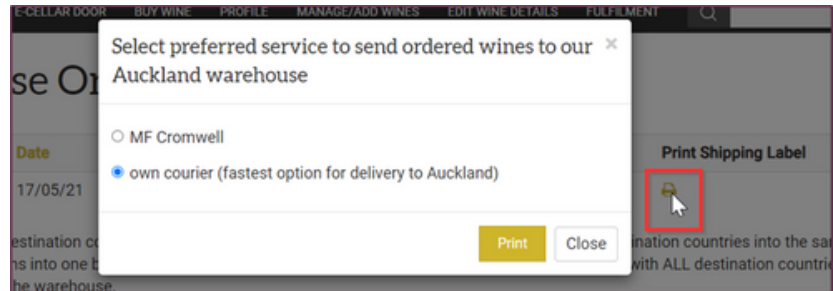 E-CELLAR DOOR BUY WINE PROFILE MANAGE/ADD WINES EDIT WINE DETAILS FULFILMENT
Select preferred service to send ordered wines to our ×
Auckland warehouse
se Or
MF Cromwell
Date
Print Shipping Label
own courier (fastest option for delivery to Auckland)
17/05/21
Print Close
estination co
ination countries into the sar
ns into one b
with ALL destination countrie
he warehouse.